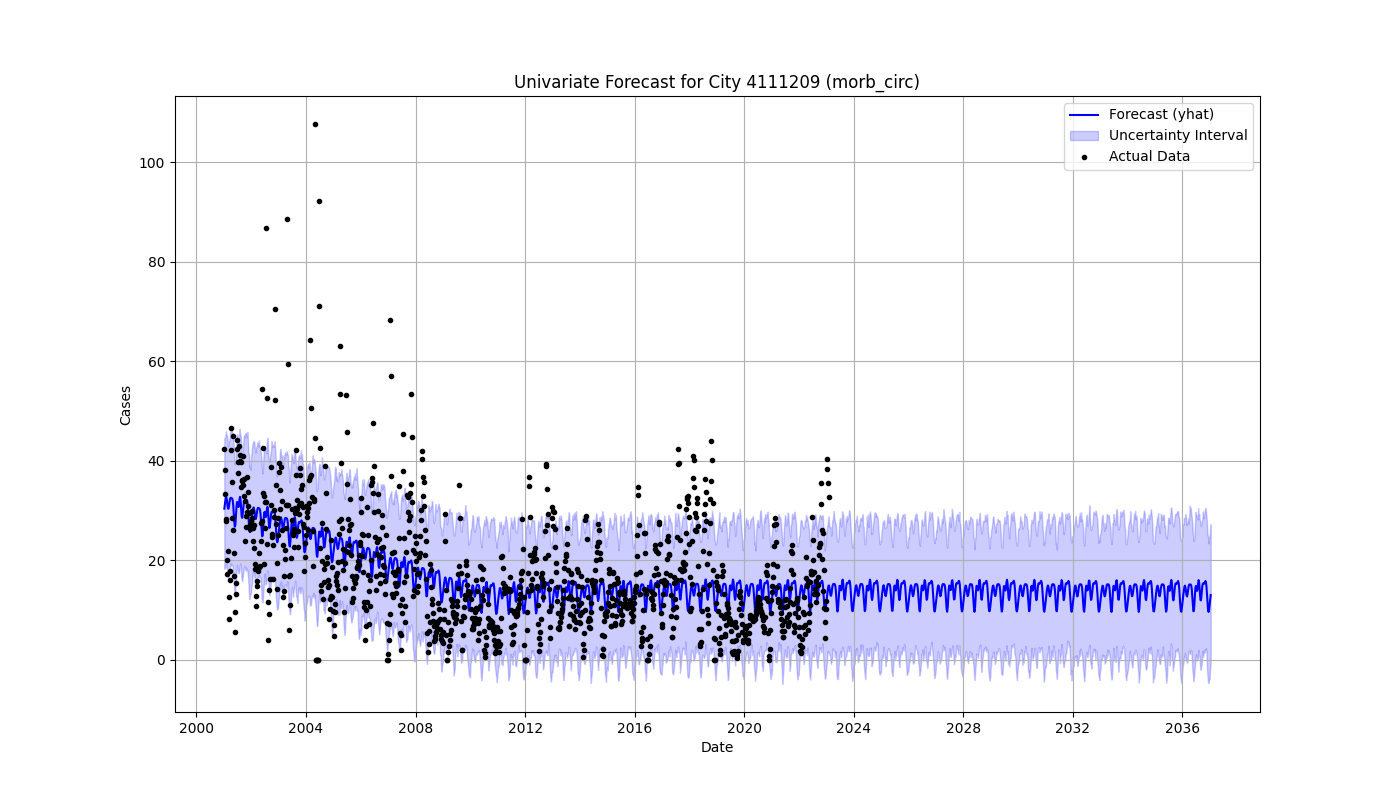 Univariate Forecast for City 4111209 (morb_circ)
Forecast (yhat)
Uncertainty Interval
Actual Data
Cases
100
80
60
40
20
0
2000 2004 2008 2012 2016 2020 2024 2028 2032 2036
Date